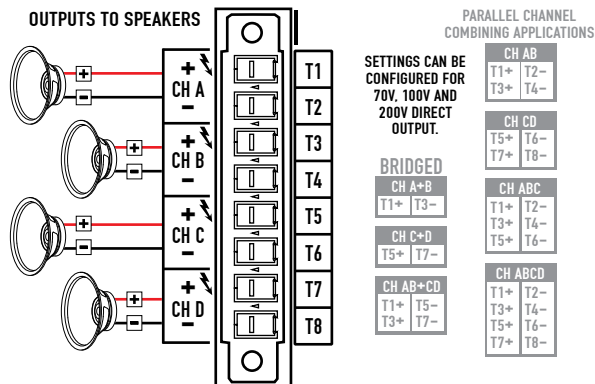 OUTPUTS TO SPEAKERS
+ CH A −
+ CH B −
+ CH C −
+ CH D −
T1
T2
T3
T4
T5
T6
T7
T8
SETTINGS CAN BE
CONFIGURED FOR
70V, 100V AND
200V DIRECT
OUTPUT.
BRIDGED
CH A+B
T1+ T3−
CH C+D
T5+ T7−
CH AB+CD
T1+ T5−
T3+ T7−
PARALLEL CHANNEL
COMBINING APPLICATIONS
CH AB
T1+ T2−
T3+ T4−
CH CD
T5+ T6−
T7+ T8−
CH ABC
T1+ T2−
T3+ T4−
T5+ T6−
CH ABCD
T1+ T2−
T3+ T4−
T5+ T6−
T7+ T8−